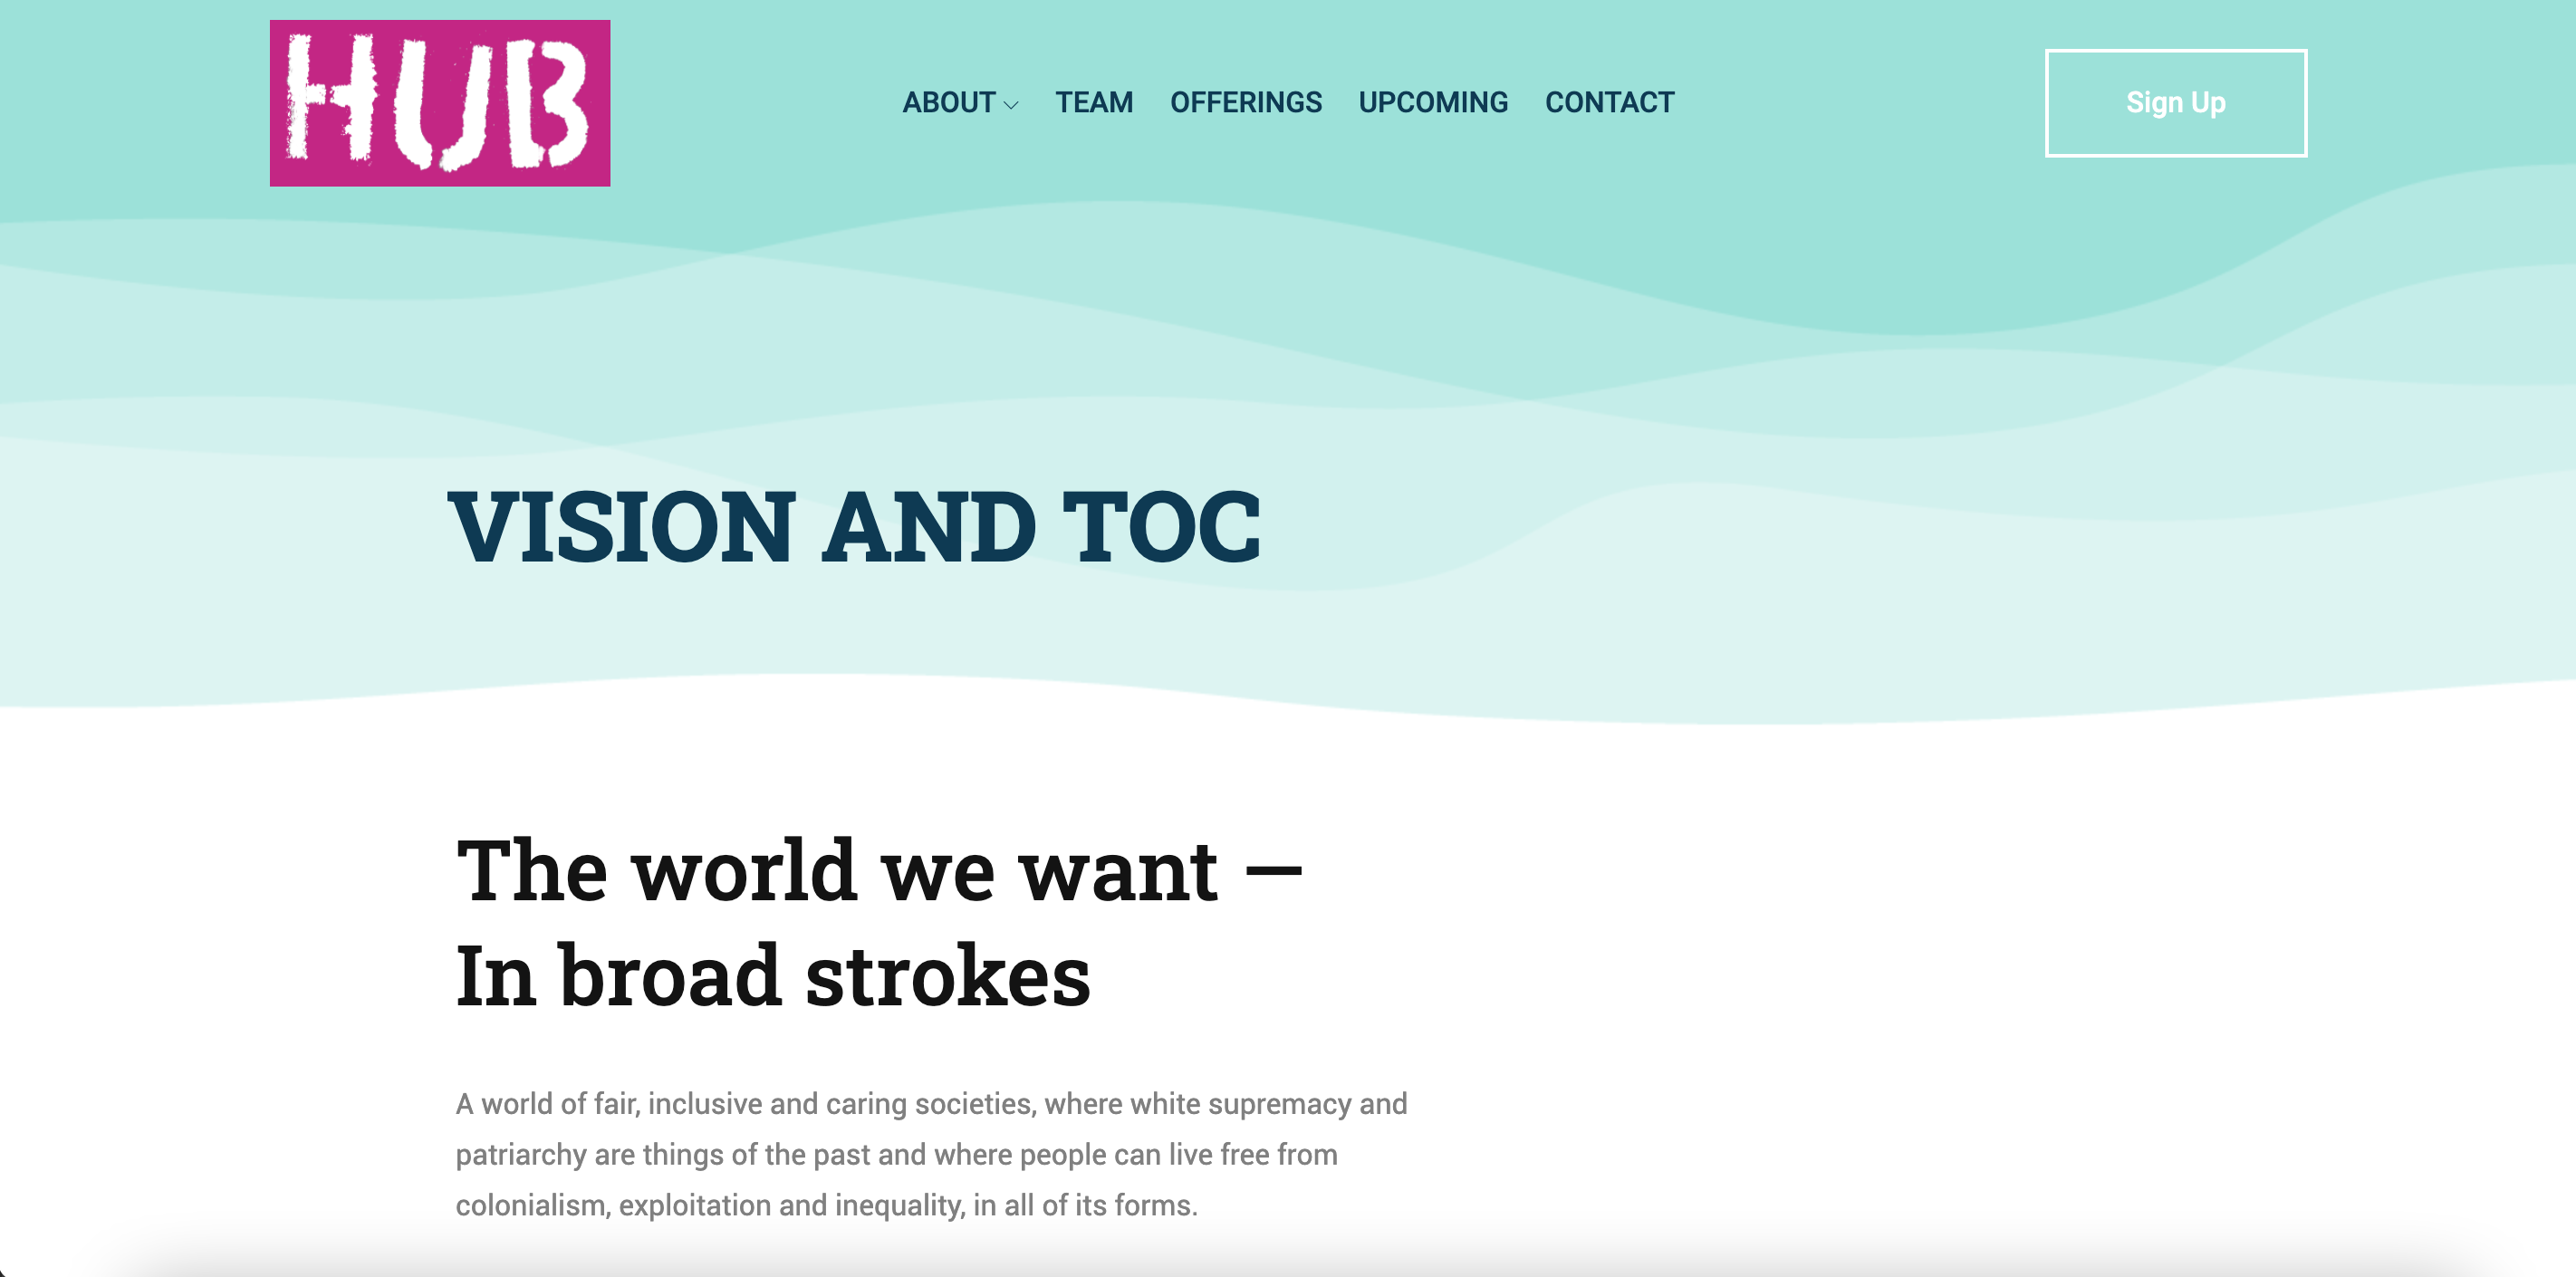 HUB
ABOUT TEAM OFFERINGS UPCOMING CONTACT
Sign Up
VISION AND TOC
The world we want —
In broad strokes
A world of fair, inclusive and caring societies, where white supremacy and
patriarchy are things of the past and where people can live free from
colonialism, exploitation and inequality, in all of its forms.